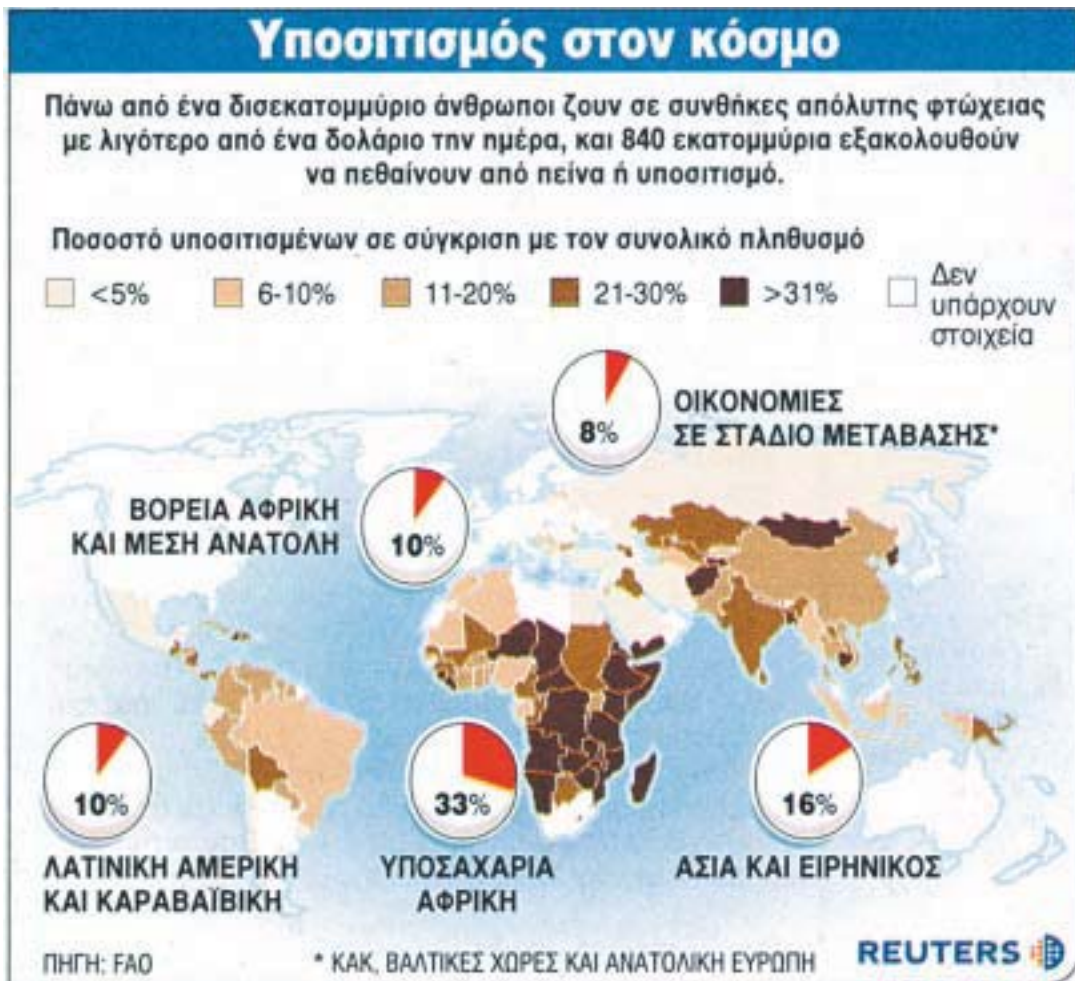 Υποσιτισμός στον κόσμο
Πάνω από ένα δισεκατομμύριο άνθρωποι ζουν σε συνθήκες απόλυτης φτώχειας
με λιγότερο από ένα δολάριο την ημέρα, και 840 εκατομμύρια εξακολουθούν
να πεθαίνουν από πείνα ή υποσιτισμό.
Ποσοστό υποσιτισμένων σε σύγκριση με τον συνολικό πληθυσμό
<5% 6-10% 11-20% 21-30% >31% Δεν
υπάρχουν
στοιχεία
8%
ΟΙΚΟΝΟΜΙΕΣ
ΣΕ ΣΤΑΔΙΟ ΜΕΤΑΒΑΣΗΣ*
ΒΟΡΕΙΑ ΑΦΡΙΚΗ
ΚΑΙ ΜΕΣΗ ΑΝΑΤΟΛΗ
10%
10%
ΛΑΤΙΝΙΚΗ ΑΜΕΡΙΚΗ
ΚΑΙ ΚΑΡΑΒΑΪΒΙΚΗ
33%
ΥΠΟΣΑΧΑΡΙΑ
ΑΦΡΙΚΗ
16%
ΑΣΙΑ ΚΑΙ ΕΙΡΗΝΙΚΟΣ
ΠΗΓΗ: FAO
* ΚΑΚ, ΒΑΛΤΙΚΕΣ ΧΩΡΕΣ ΚΑΙ ΑΝΑΤΟΛΙΚΗ ΕΥΡΩΠΗ
REUTERS